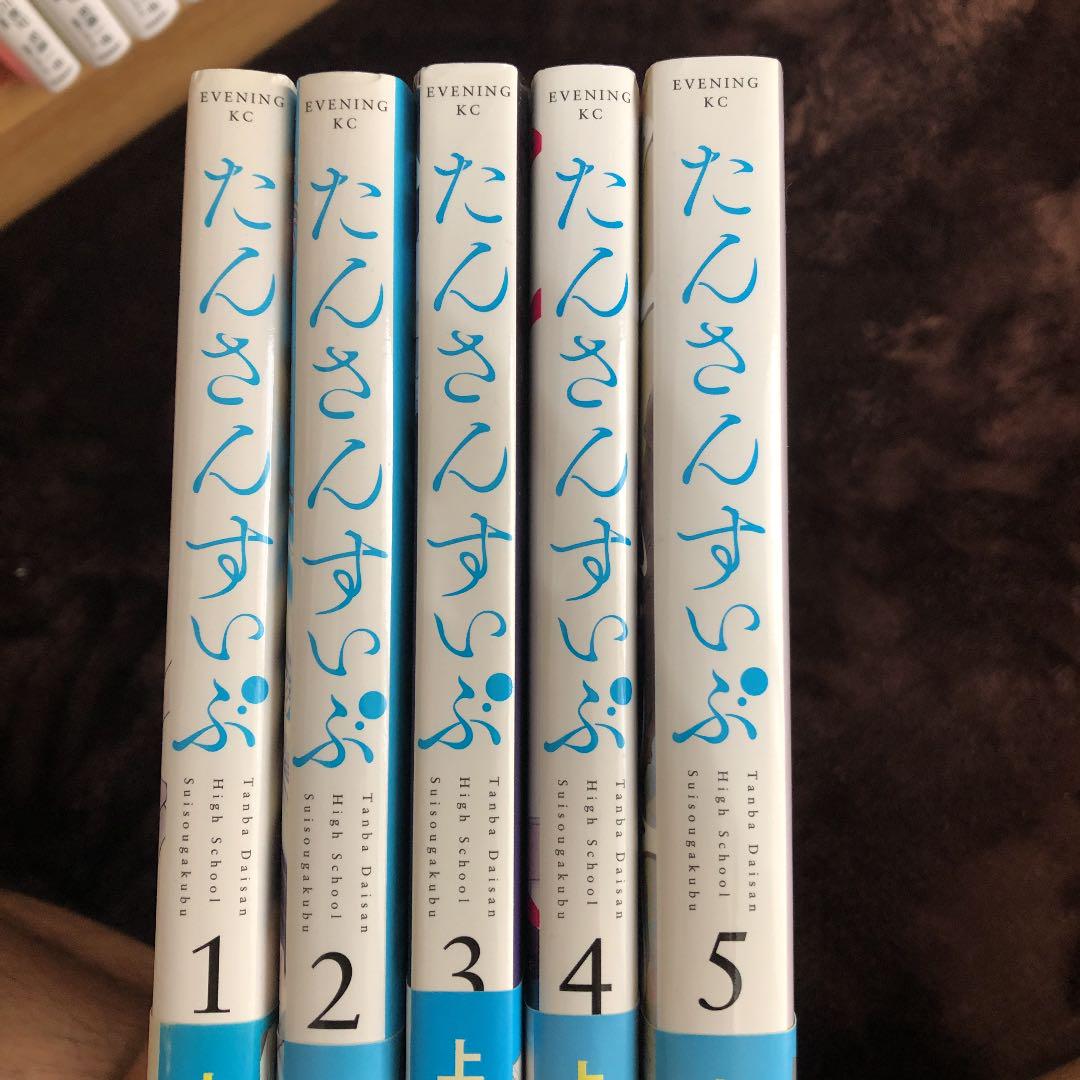 EVENING
KC
たんさんすいぶ
Tanba Daisan
High School
Suisougakubu
1
EVENING
KC
たんさんすいぶ
Tanba Daisan
High School
Suisougakubu
2
EVENING
KC
たんさんすいぶ
Tanba Daisan
High School
Suisougakubu
3
上
EVENING
KC
たんさんすいぶ
Tanba Daisan
High School
Suisougakubu
4
EVENING
KC
たんさんすいぶ
Tanba Daisan
High School
Suisougakubu
5